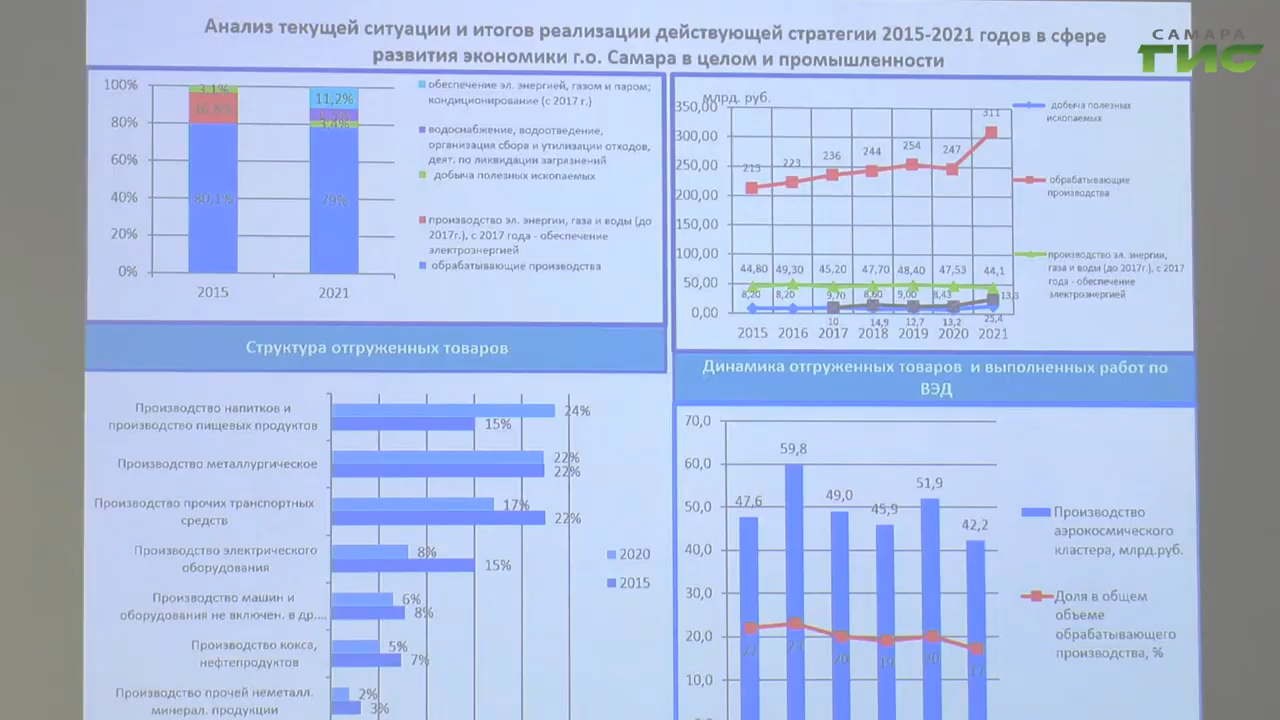 Анализ текущей ситуации и итогов реализации действующей стратегии 2015-2021 годов в сфере
развития экономики г.о. Самара в целом и промышленности
САМАРА
ГИС
100%
80%
60%
40%
20%
0%
3,1%
16,8%
80,1%
11,2%
3,4%
79%
2015
2021
обеспечение эл. энергией, газом и паром;
кондиционирование (с 2017 г.)
водоснабжение, водоотведение,
организация сбора и утилизации отходов,
деят. по ликвидации загрязнений
добыча полезных ископаемых
производство эл. энергии, газа и воды (до
2017г.), с 2017 года - обеспечение
электроэнергией
обрабатывающие производства
Структура отгруженных товаров
млрд. руб.
350,00
300,00
250,00
200,00
150,00
100,00
50,00
0,00
213
223
236
244
254
247
311
44,80
49,30
45,20
47,70
48,40
47,53
44,1
8,20
8,20
9,70
8,60
9,00
8,43
13,3
10
14,9
12,7
13,2
25,4
2015
2016
2017
2018
2019
2020
2021
добыча полезных
ископаемых
обрабатывающие
производства
производство эл. энергии,
газа и воды (до 2017г.), с 2017
года - обеспечение
электроэнергией
Динамика отгруженных товаров и выполненных работ по
ВЭД
Производство напитков и
производство пищевых продуктов
24%
15%
Производство металлургическое
22%
22%
Производство прочих транспортных
средств
17%
22%
Производство электрического
оборудования
8%
15%
Производство машин и
оборудования не включен. в др....
6%
8%
Производство кокса,
нефтепродуктов
5%
7%
Производство прочей неметалл.
минерал. продукции
2%
3%
2020
2015
70,0
60,0
50,0
40,0
30,0
20,0
10,0
47,6
59,8
49,0
45,9
51,9
42,2
22
23
20
19
20
17
Производство
аэрокосмического
кластера, млрд.руб.
Доля в общем
объеме
обрабатывающего
производства, %